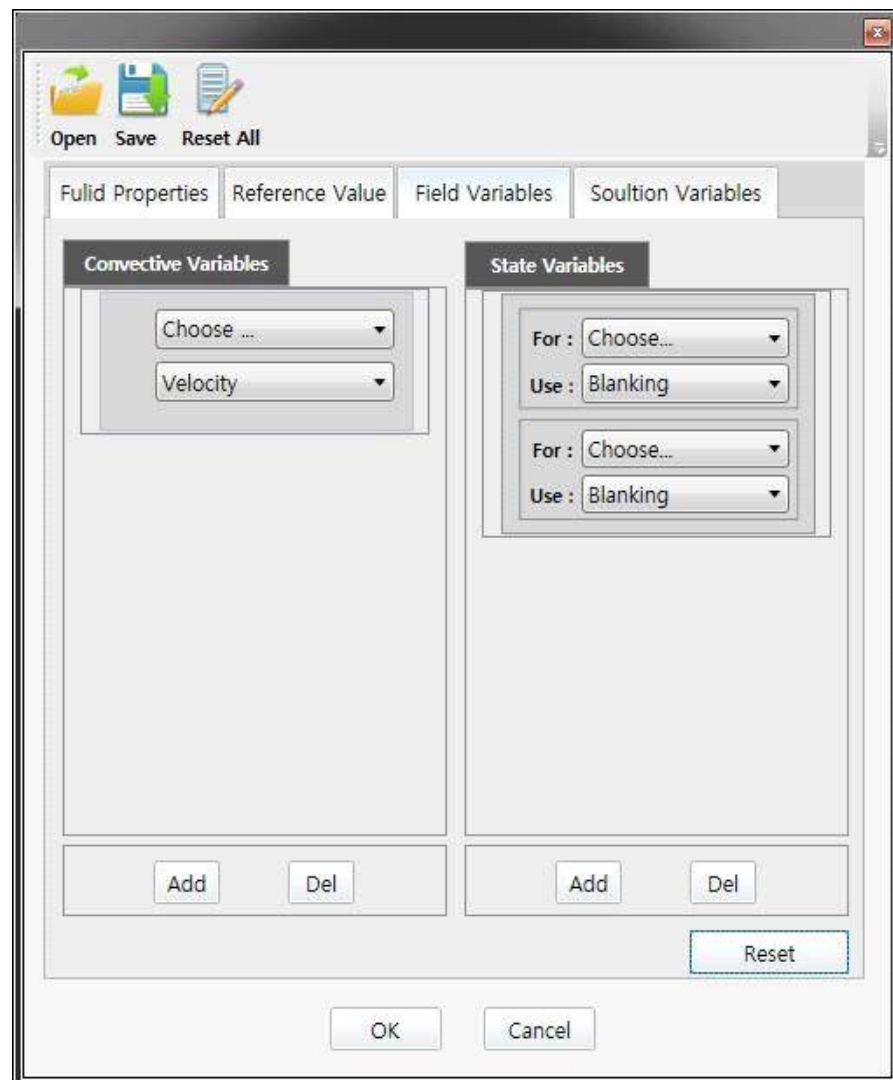 Open Save Reset All
Fulid Properties Reference Value Field Variables Soultion Variables
Convective Variables
Choose ...
Velocity
State Variables
For : Choose...
Use : Blanking
For : Choose...
Use : Blanking
Add Del
Add Del
Reset
OK Cancel